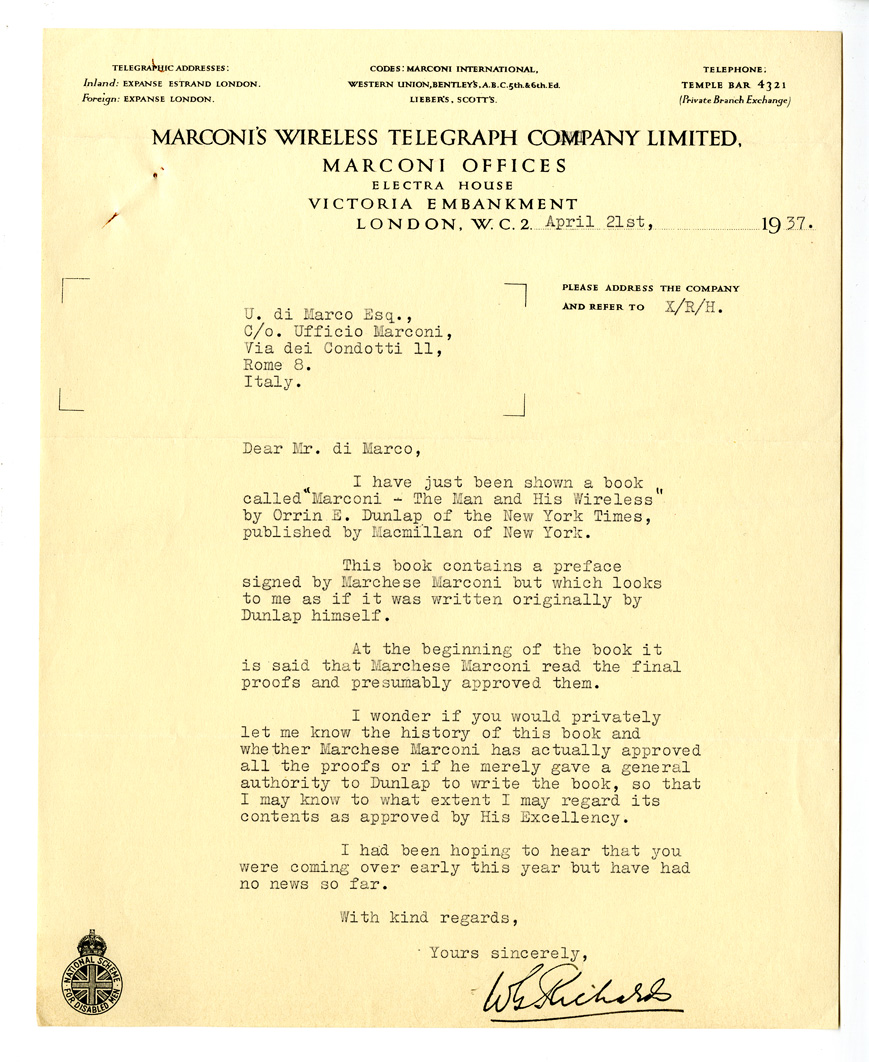 TELEGRAPHIC ADDRESSES:
Inland: EXPANSE ESTRAND LONDON.
Foreign: EXPANSE LONDON.
CODES: MARCONI INTERNATIONAL,
WESTERN UNION, BENTLEY'S, A.B.C. 5th. & 6th. Ed.
LIEBER'S, SCOTT'S.
TELEPHONE:
TEMPLE BAR 4321
(Private Branch Exchange)
MARCONI'S WIRELESS TELEGRAPH COMPANY LIMITED,
MARCONI OFFICES
ELECTRA HOUSE
VICTORIA EMBANKMENT
LONDON, W.C. 2. April 21st, 1937.
PLEASE ADDRESS THE COMPANY
AND REFER TO X/R/H.
U. di Marco Esq.,
C/o. Ufficio Marconi,
Via dei Condotti 11,
Rome 8.
Italy.
Dear Mr. di Marco,
I have just been shown a book
called "Marconi - The Man and His Wireless"
by Orrin E. Dunlap of the New York Times,
published by Macmillan of New York.
This book contains a preface
signed by Marchese Marconi but which looks
to me as if it was written originally by
Dunlap himself.
At the beginning of the book it
is said that Marchese Marconi read the final
proofs and presumably approved them.
I wonder if you would privately
let me know the history of this book and
whether Marchese Marconi has actually approved
all the proofs or if he merely gave a general
authority to Dunlap to write the book, so that
I may know to what extent I may regard its
contents as approved by His Excellency.
I had been hoping to hear that you
were coming over early this year but have had
no news so far.
With kind regards,
Yours sincerely,
WG Richards
NATIONAL SCHEME
FOR DISABLED MEN